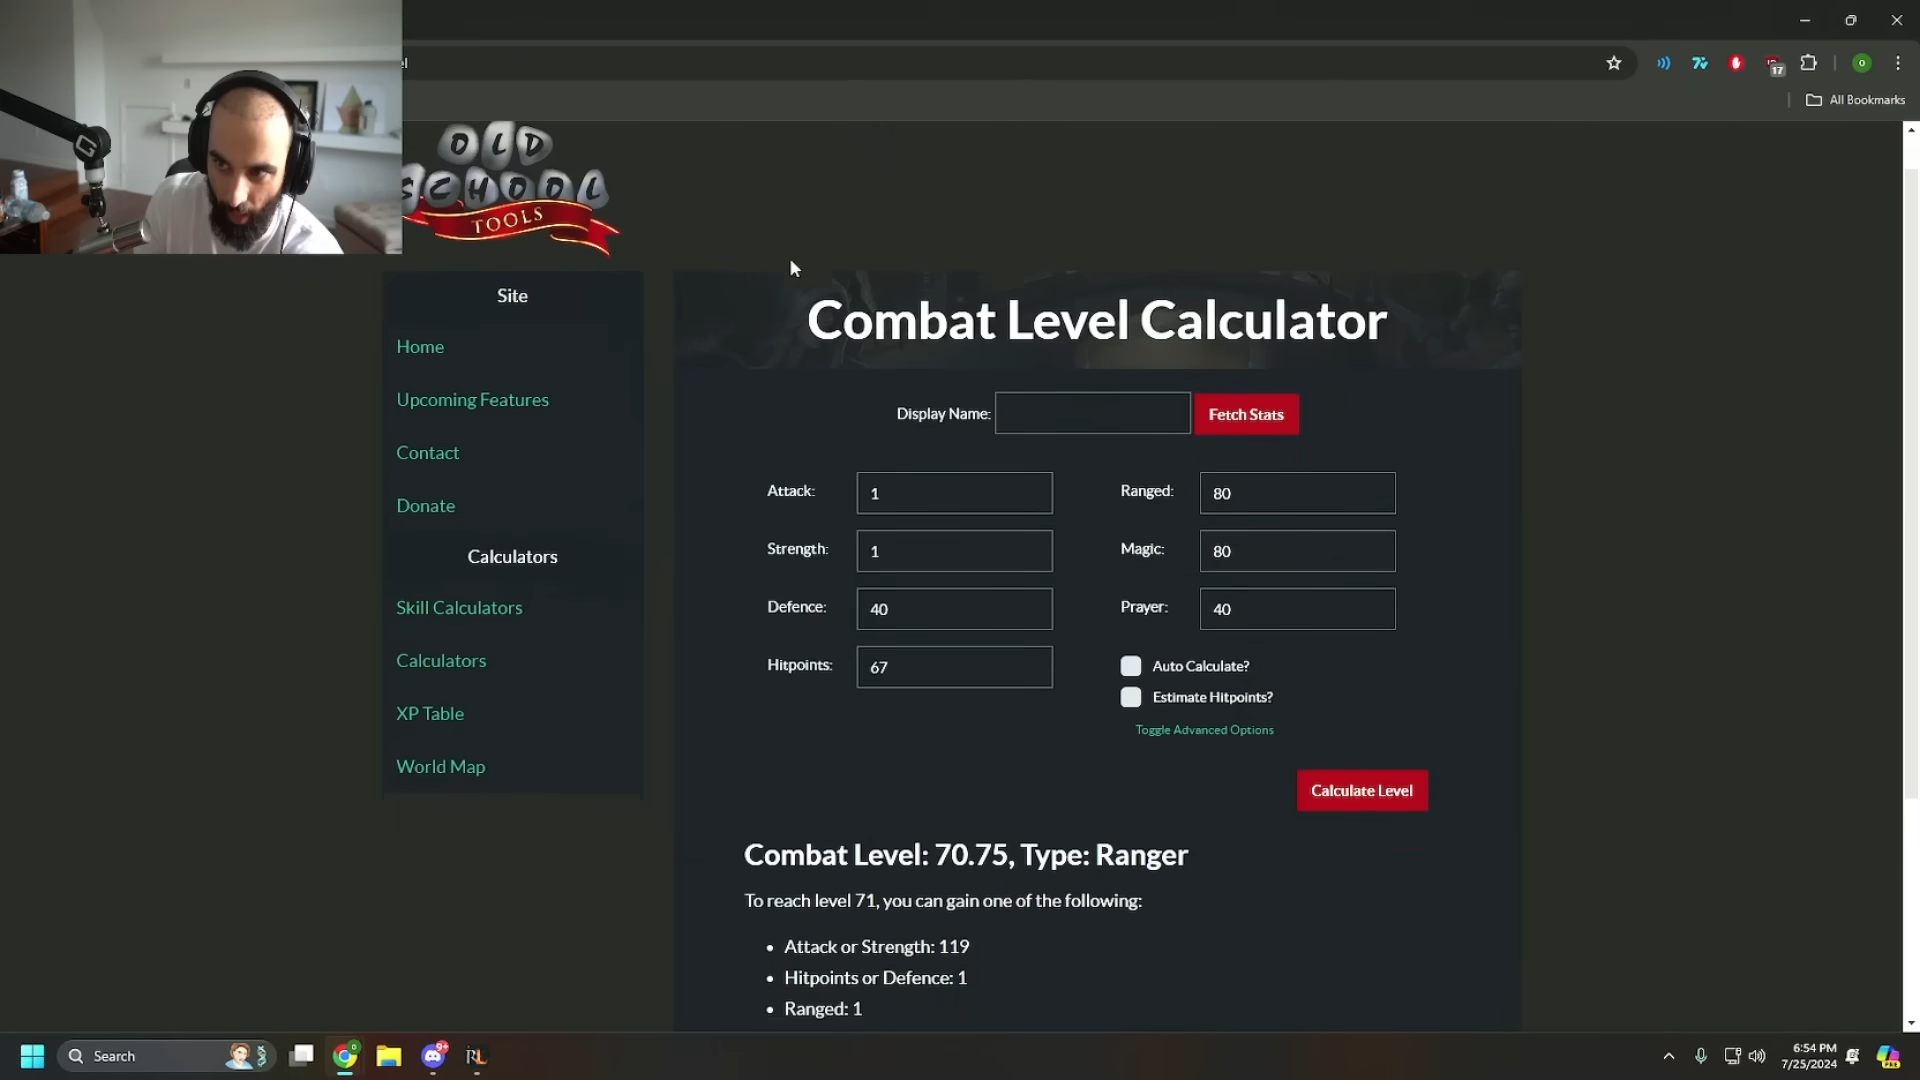 el
17
O
All Bookmarks
OLD
SCHOOL
TOOLS
Site
Home
Upcoming Features
Contact
Donate
Calculators
Skill Calculators
Calculators
XP Table
World Map
Combat Level Calculator
Display Name:
Fetch Stats
Attack: 1
Ranged: 80
Strength: 1
Magic: 80
Defence: 40
Prayer: 40
Hitpoints: 67
Auto Calculate?
Estimate Hitpoints?
Toggle Advanced Options
Calculate Level
Combat Level: 70.75, Type: Ranger
To reach level 71, you can gain one of the following:
• Attack or Strength: 119
• Hitpoints or Defence: 1
• Ranged: 1
Search
9+
RL
6:54 PM
7/25/2024